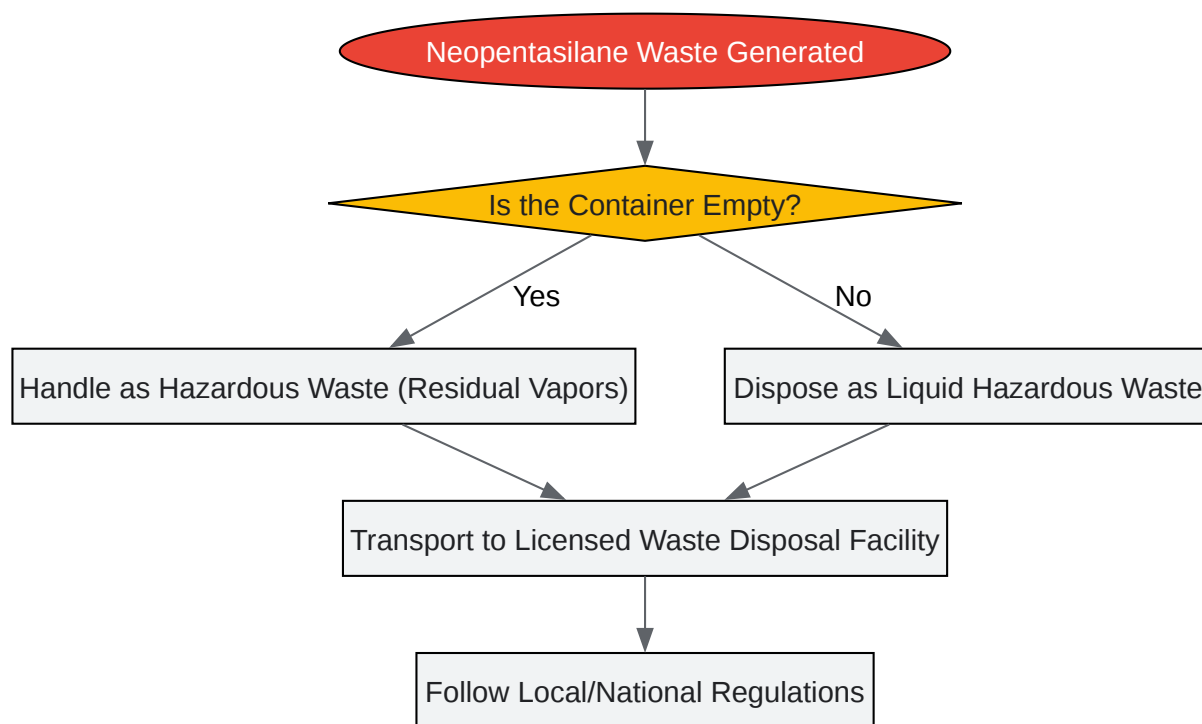 Neopentasilane Waste Generated
Is the Container Empty?
Yes
No
Handle as Hazardous Waste (Residual Vapors)
Dispose as Liquid Hazardous Waste
Transport to Licensed Waste Disposal Facility
Follow Local/National Regulations